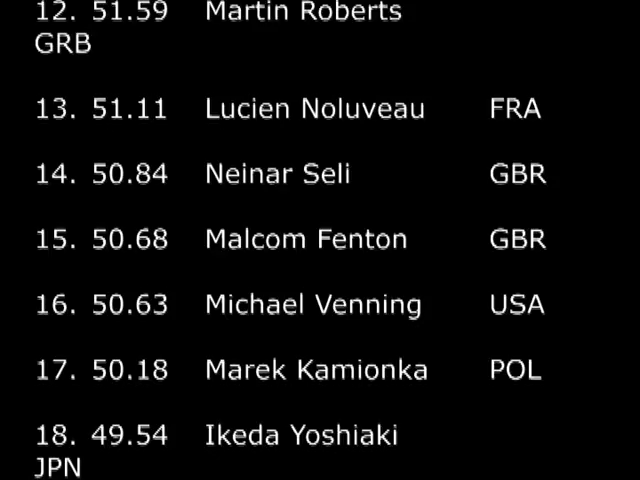 12. 51.59 Martin Roberts
GRB
13. 51.11 Lucien Noluveau FRA
14. 50.84 Neinar Seli GBR
15. 50.68 Malcom Fenton GBR
16. 50.63 Michael Venning USA
17. 50.18 Marek Kamionka POL
18. 49.54 Ikeda Yoshiaki
JPN